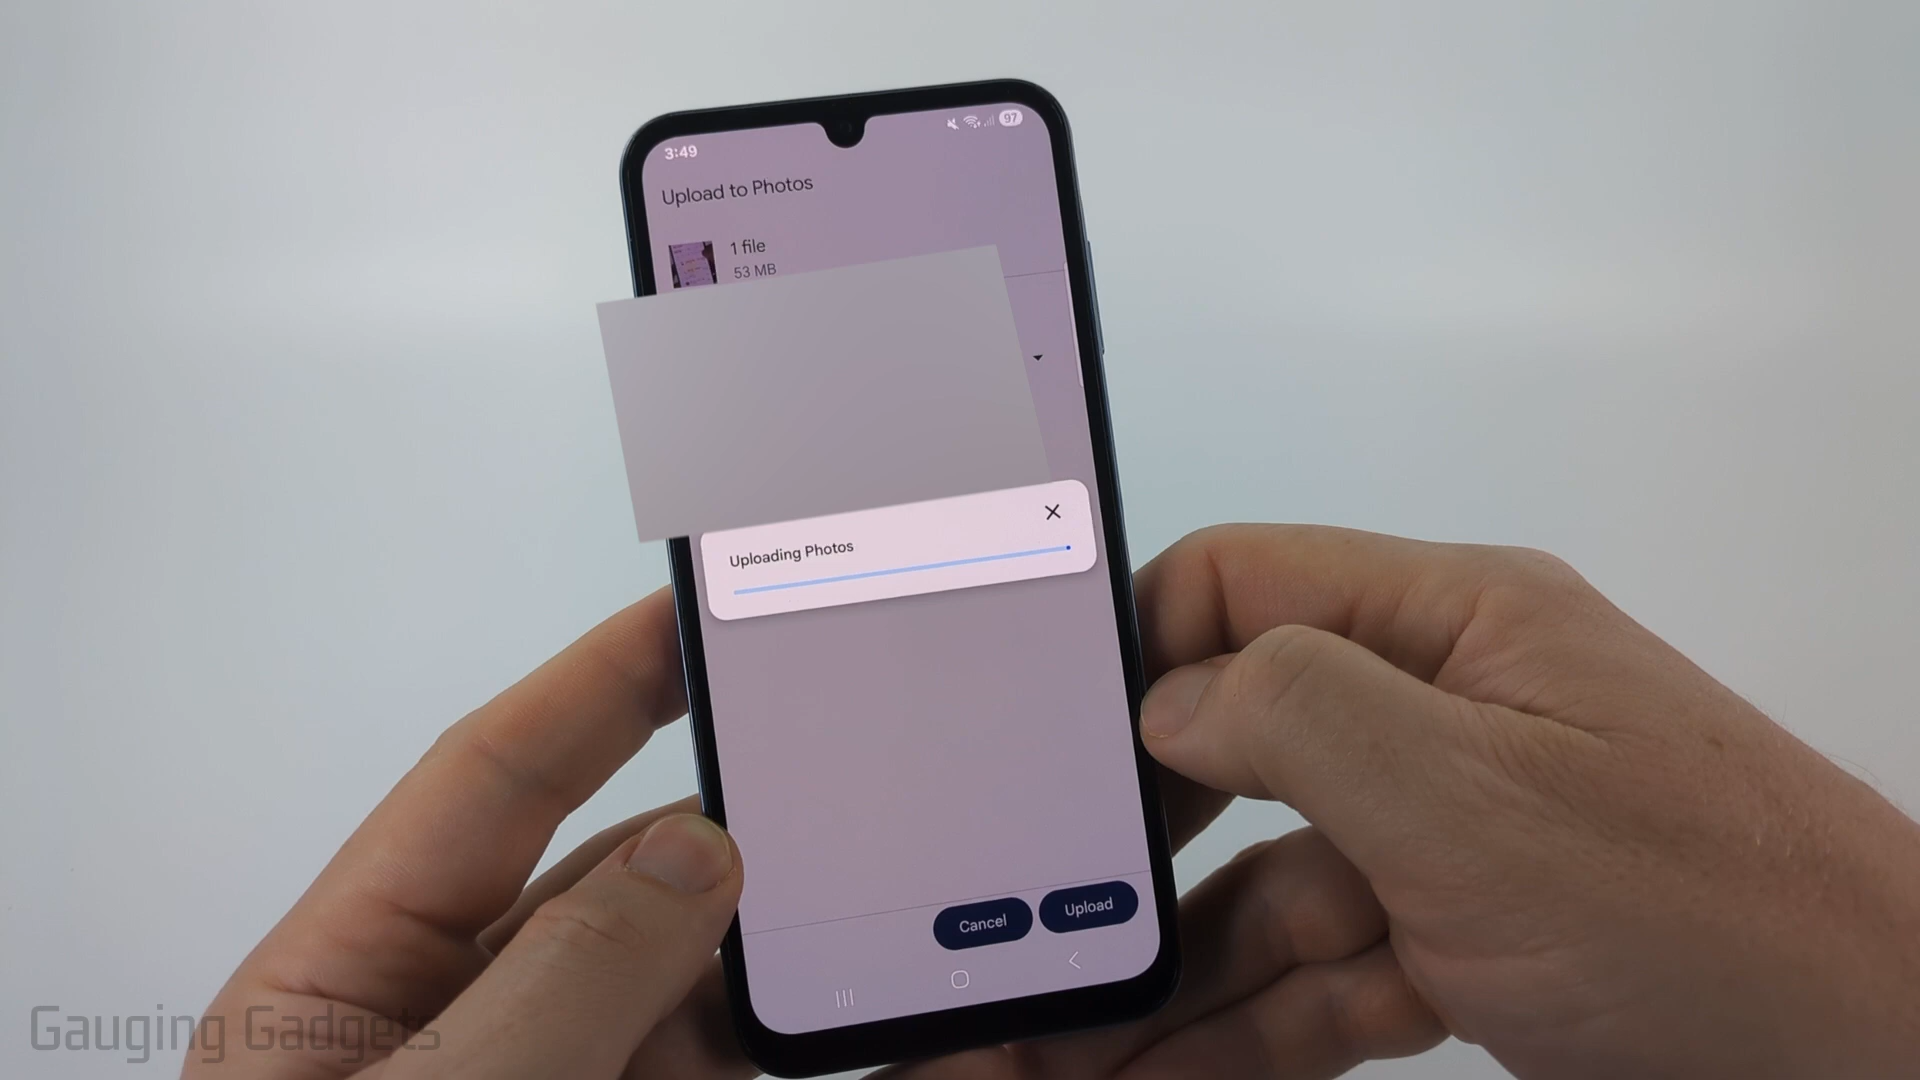 3:49
97
Upload to Photos
1 file
53 MB
Uploading Photos
Cancel
Upload
Gauging Gadgets